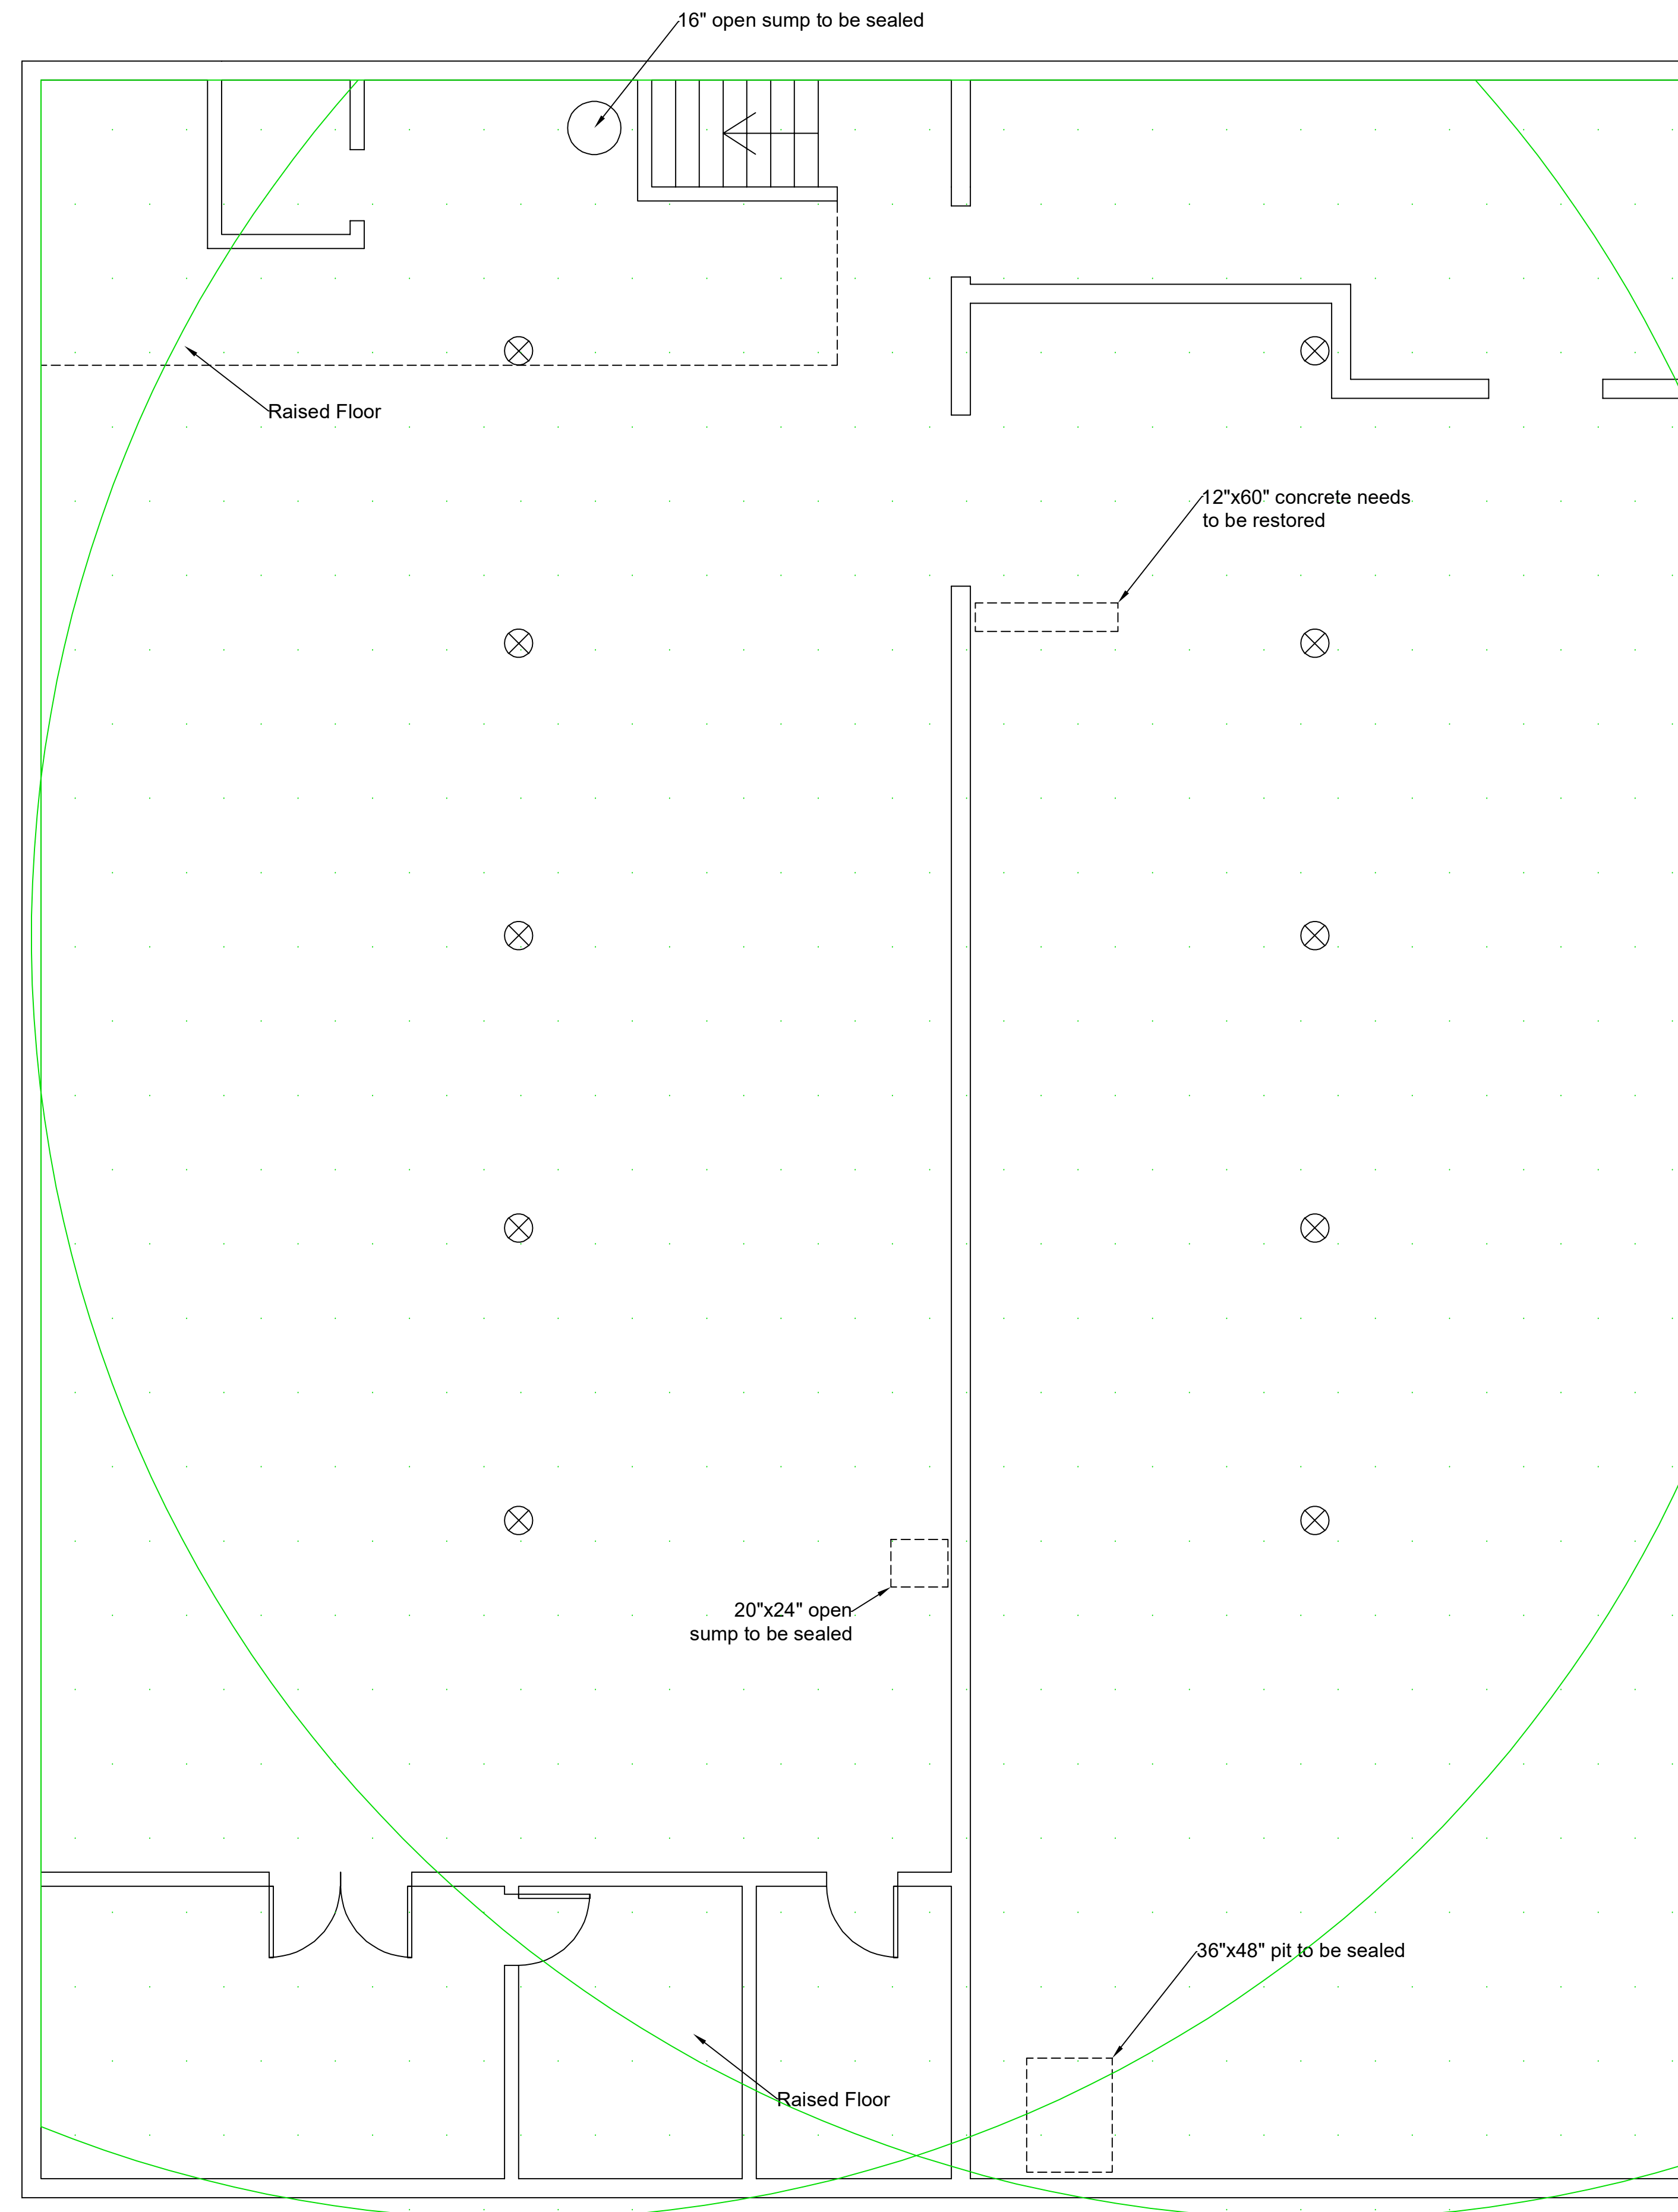 16" open sump to be sealed
Raised Floor
12"x60" concrete needs
to be restored
20"x24" open
sump to be sealed
36"x48" pit to be sealed
Raised Floor